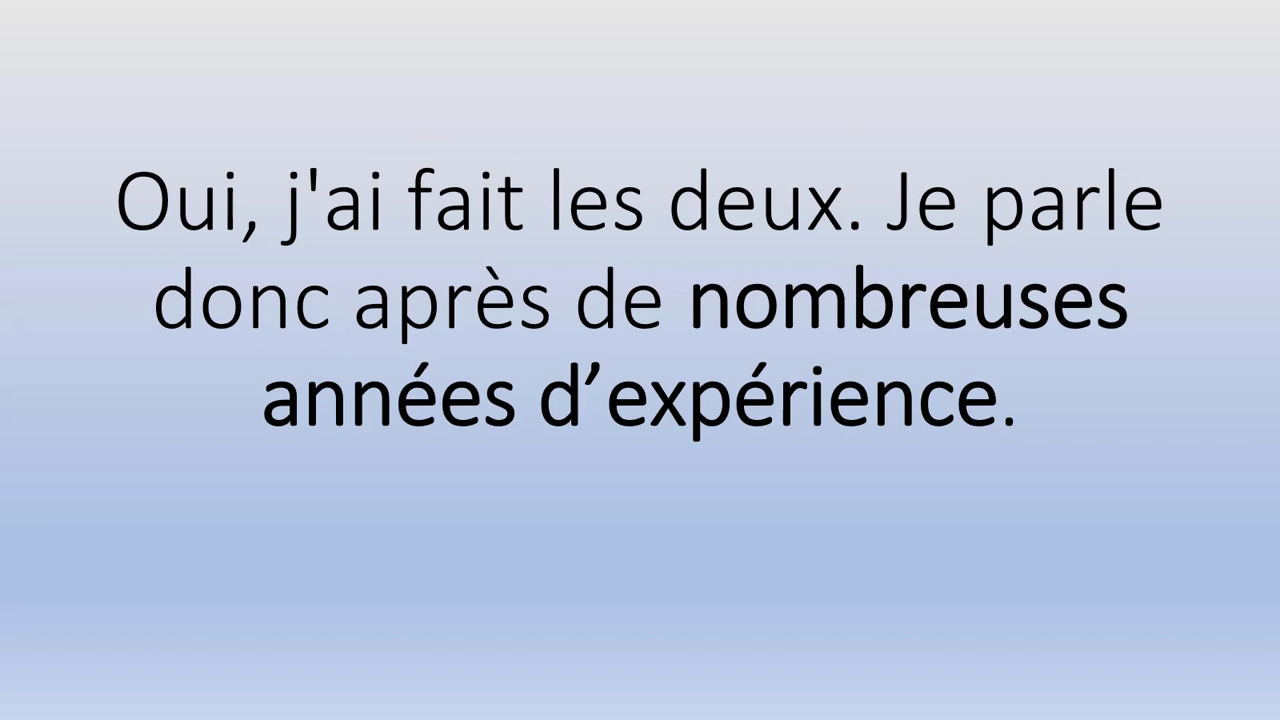 Oui, j'ai fait les deux. Je parle
donc après de nombreuses
années d’expérience.